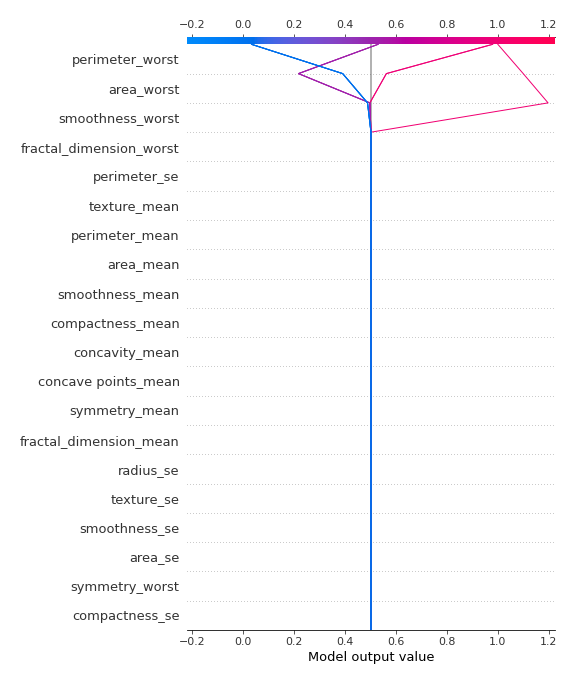 −0.2 0.0 0.2 0.4 0.6 0.8 1.0 1.2
perimeter_worst
area_worst
smoothness_worst
fractal_dimension_worst
perimeter_se
texture_mean
perimeter_mean
area_mean
smoothness_mean
compactness_mean
concavity_mean
concave points_mean
symmetry_mean
fractal_dimension_mean
radius_se
texture_se
smoothness_se
area_se
symmetry_worst
compactness_se
−0.2 0.0 0.2 0.4 0.6 0.8 1.0 1.2
Model output value